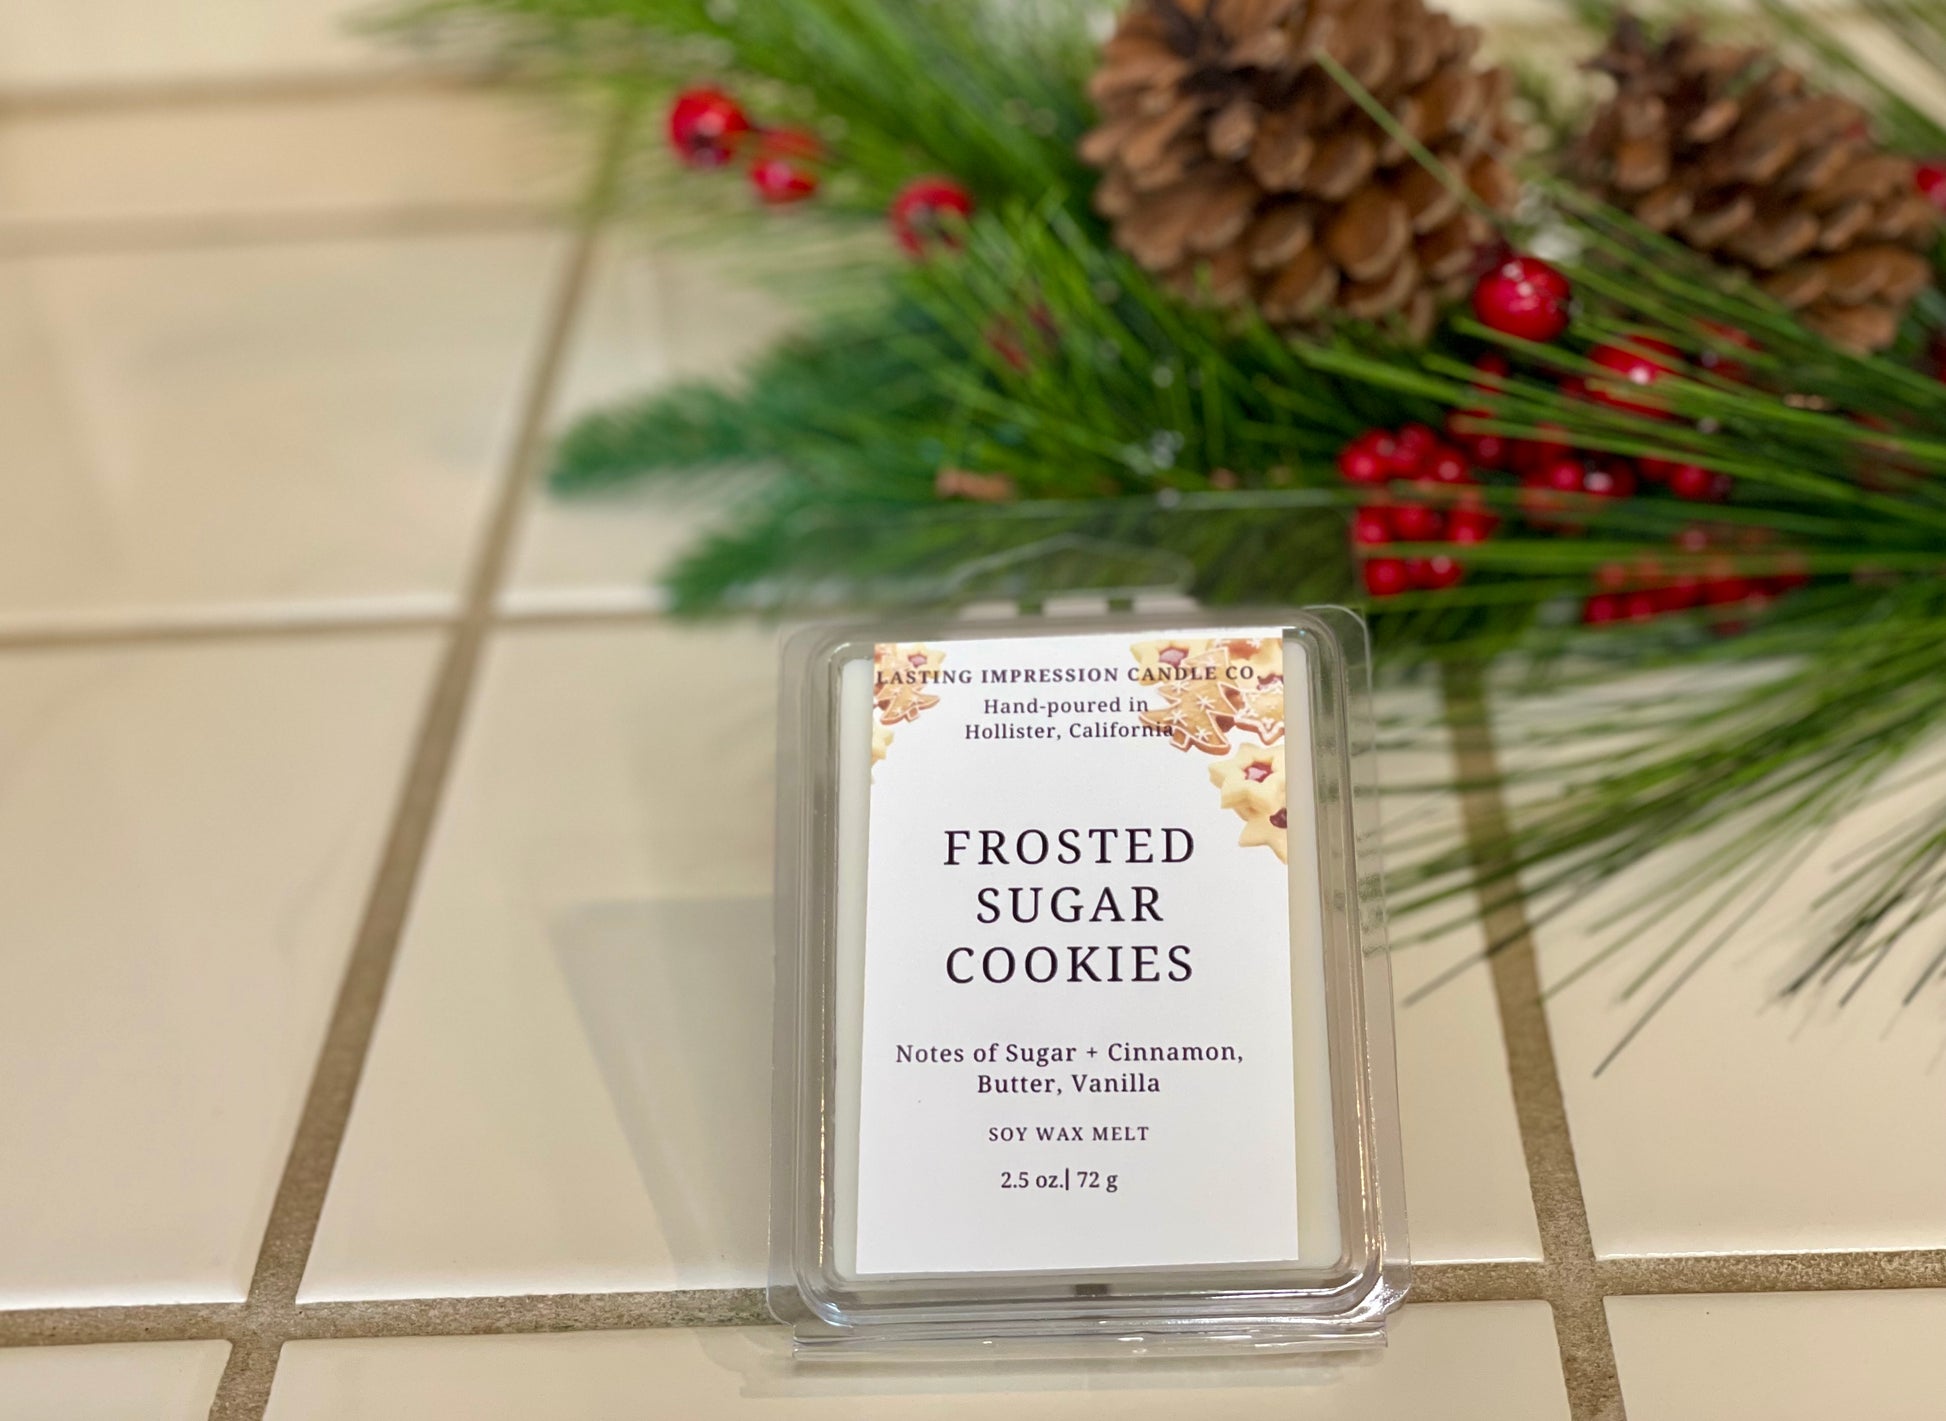 LASTING IMPRESSION CANDLE CO.
Hand-poured in
Hollister, California
FROSTED
SUGAR
COOKIES
Notes of Sugar + Cinnamon,
Butter, Vanilla
SOY WAX MELT
2.5 oz.| 72 g